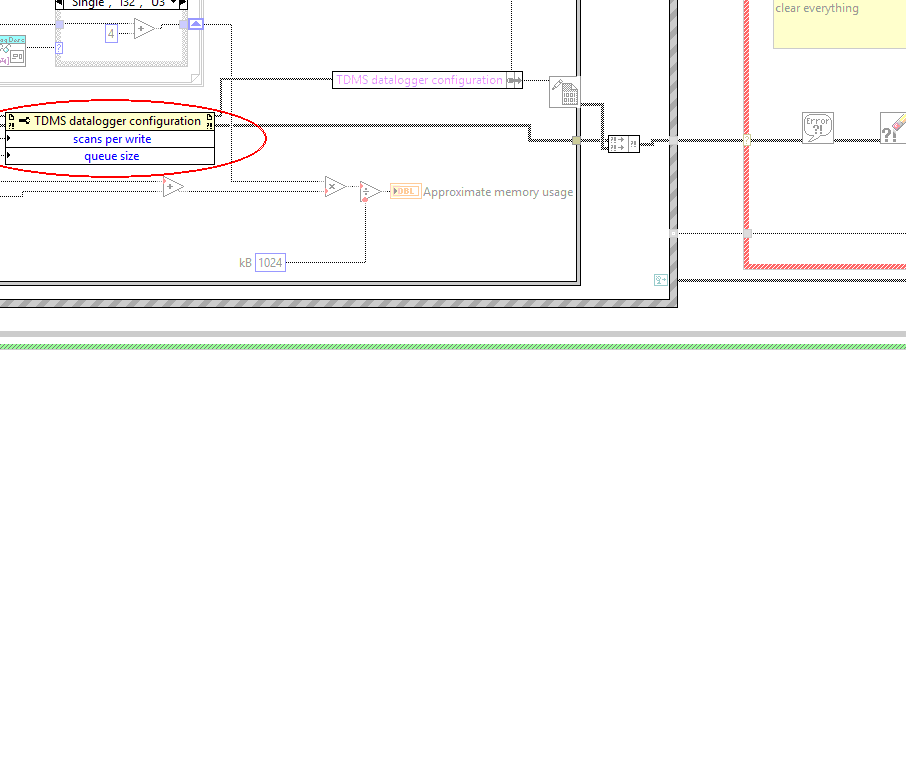 Single", "I32", "U3
clear everything
4
TDMS datalogger configuration
TDMS datalogger configuration
scans per write
queue size
Error
?!
DBL
Approximate memory usage
kB 1024